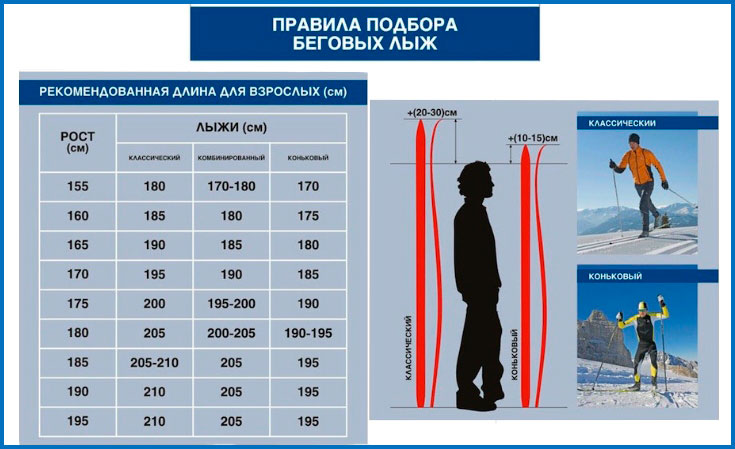 ПРАВИЛА ПОДБОРА
БЕГОВЫХ ЛЫЖ
РЕКОМЕНДОВАННАЯ ДЛИНА ДЛЯ ВЗРОСЛЫХ (см)
РОСТ
(см)
ЛЫЖИ (см)
КЛАССИЧЕСКИЙ КОМБИНИРОВАННЫЙ КОНЬКОВЫЙ
155 180 170-180 170
160 185 180 175
165 190 185 180
170 195 190 185
175 200 195-200 190
180 205 200-205 190-195
185 205-210 205 195
190 210 205 195
195 210 205 195
+(20-30)см
+(10-15)см
КЛАССИЧЕСКИЙ
КОНЬКОВЫЙ
КЛАССИЧЕСКИЙ
КОНЬКОВЫЙ